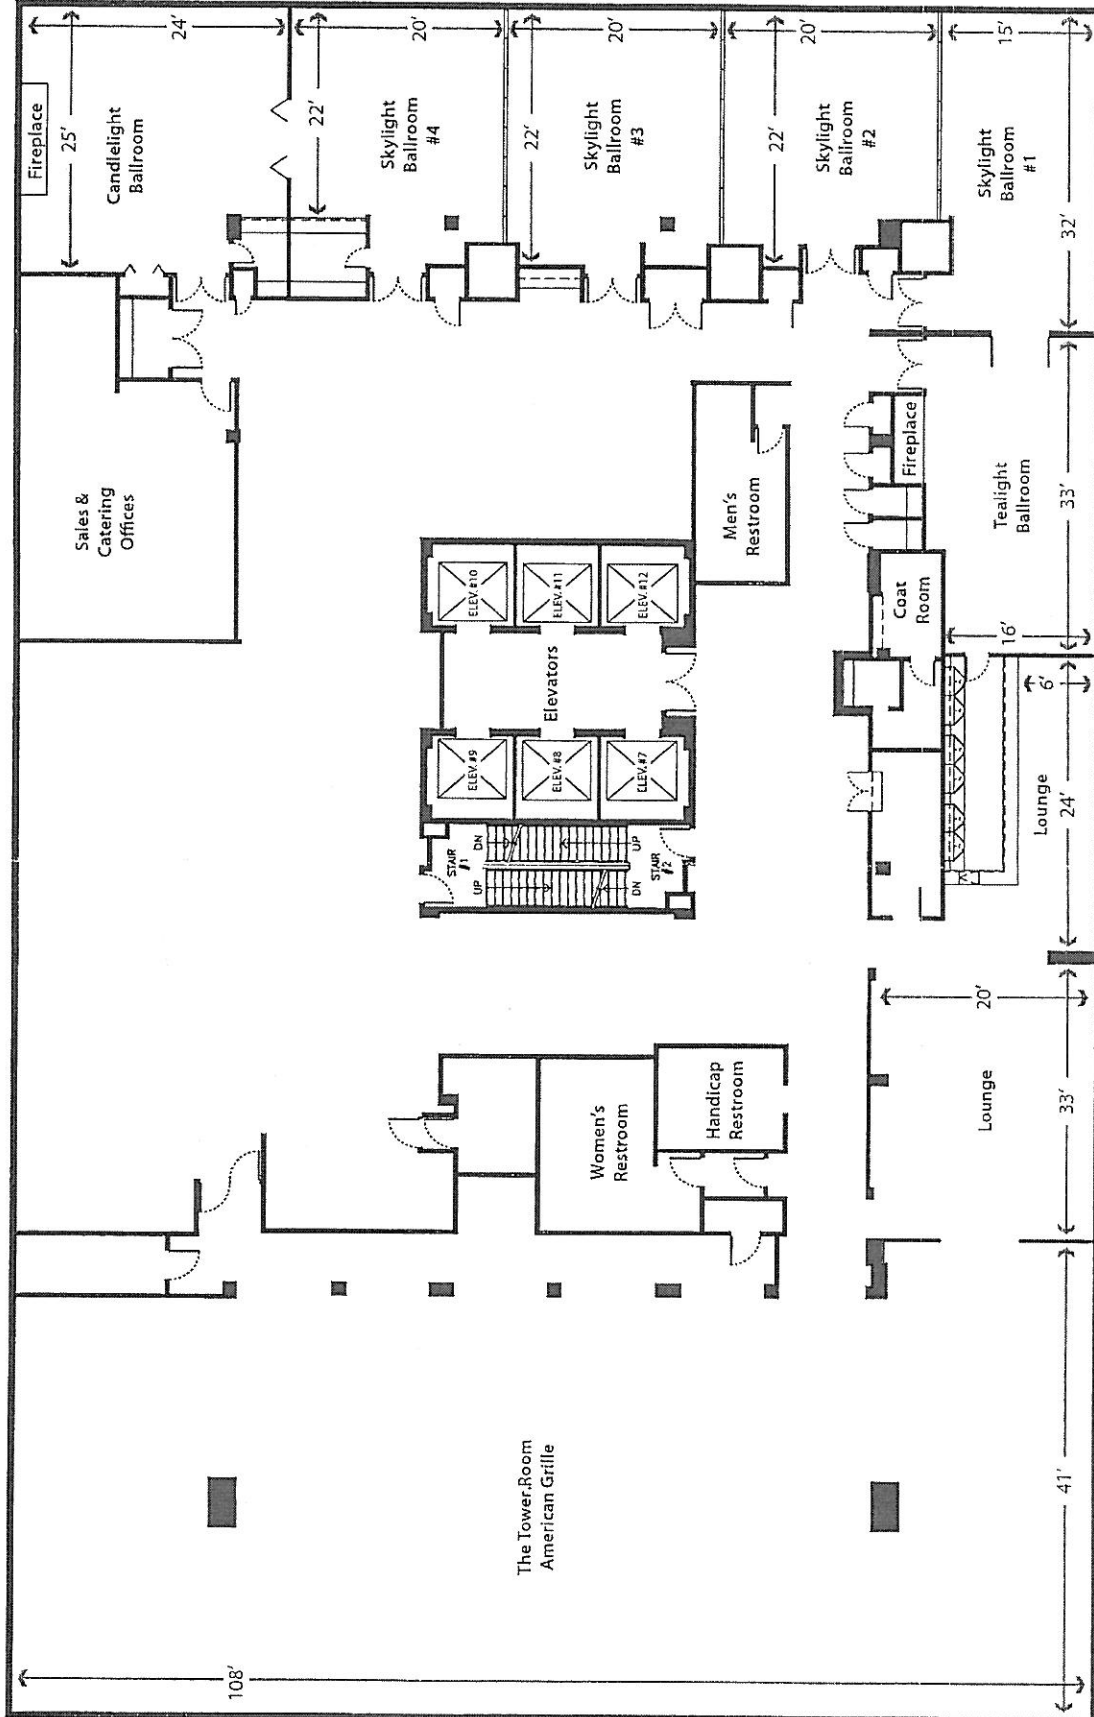 Fireplace
25'
24'
Candlelight
Ballroom
22'
20'
Skylight
Ballroom
#4
22'
20'
Skylight
Ballroom
#3
22'
20'
Skylight
Ballroom
#2
15'
Skylight
Ballroom
#1
32'
Sales &
Catering
Offices
Men's
Restroom
Fireplace
Tealight
Ballroom
33'
Coat
Room
16'
6'
ELEV. #10
ELEV. #11
ELEV. #12
Elevators
ELEV. #9
ELEV. #8
ELEV. #7
Lounge
24'
STAIR
#1
DN
UP
UP
DN
STAIR
#2
20'
Lounge
33'
Women's
Restroom
Handicap
Restroom
The Tower Room
American Grille
41'
108'